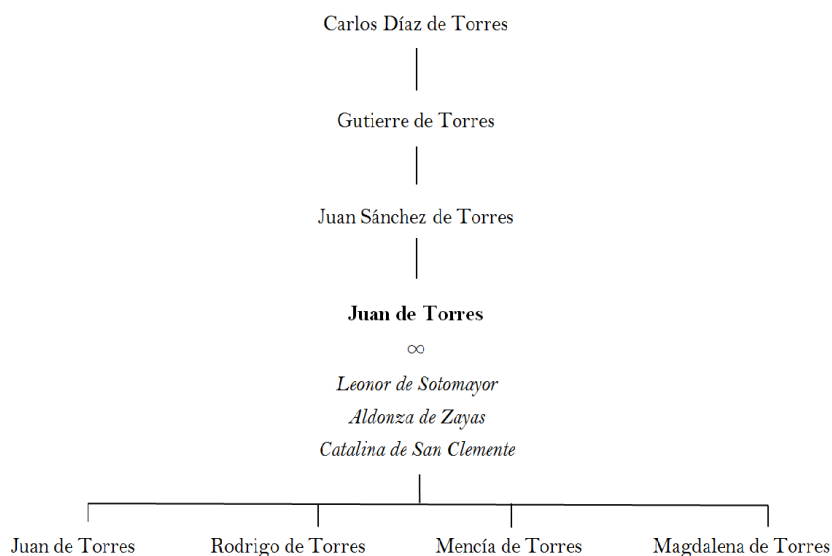 Carlos Díaz de Torres
Gutierre de Torres
Juan Sánchez de Torres
Juan de Torres
∞
Leonor de Sotomayor
Aldonza de Zayas
Catalina de San Clemente
Juan de Torres Rodrigo de Torres Mencía de Torres Magdalena de Torres